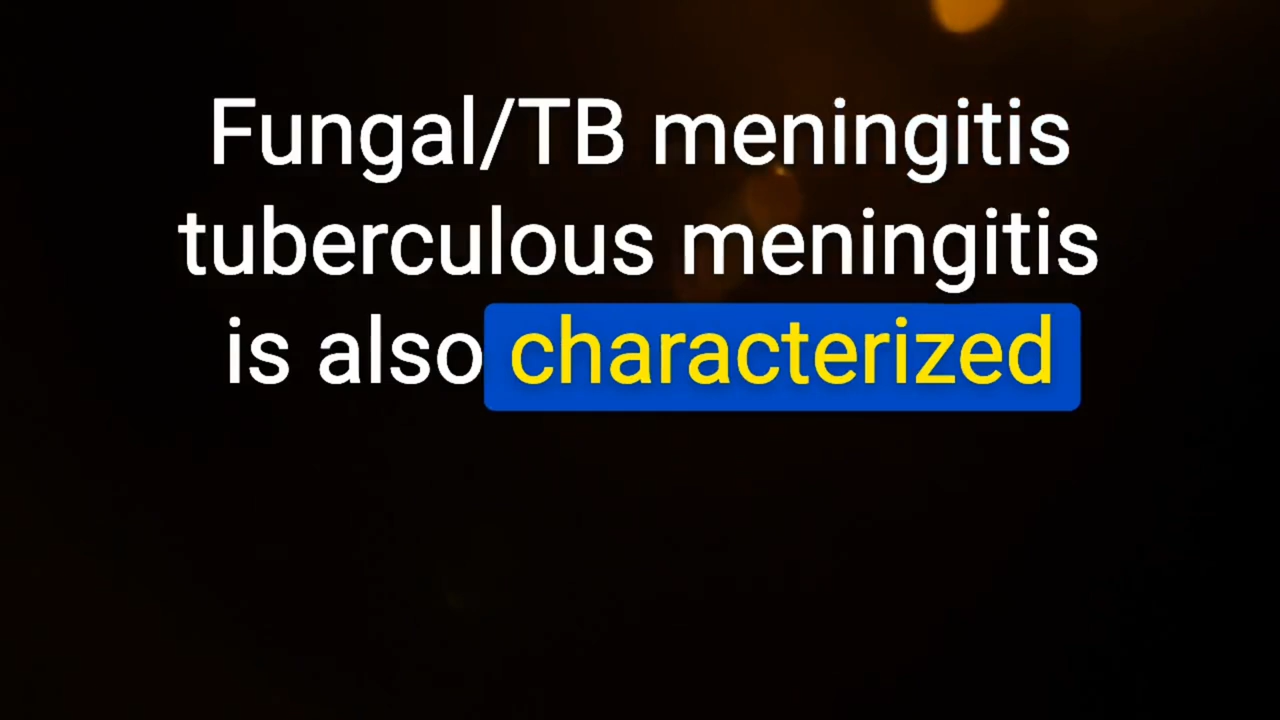 Fungal/TB meningitis
tuberculous meningitis
is also characterized